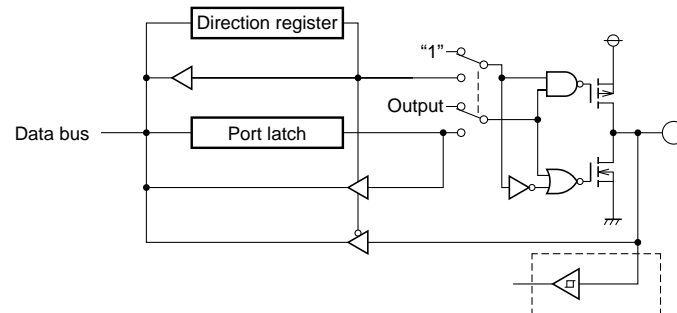 Direction register
“1”
Output
Data bus
Port latch